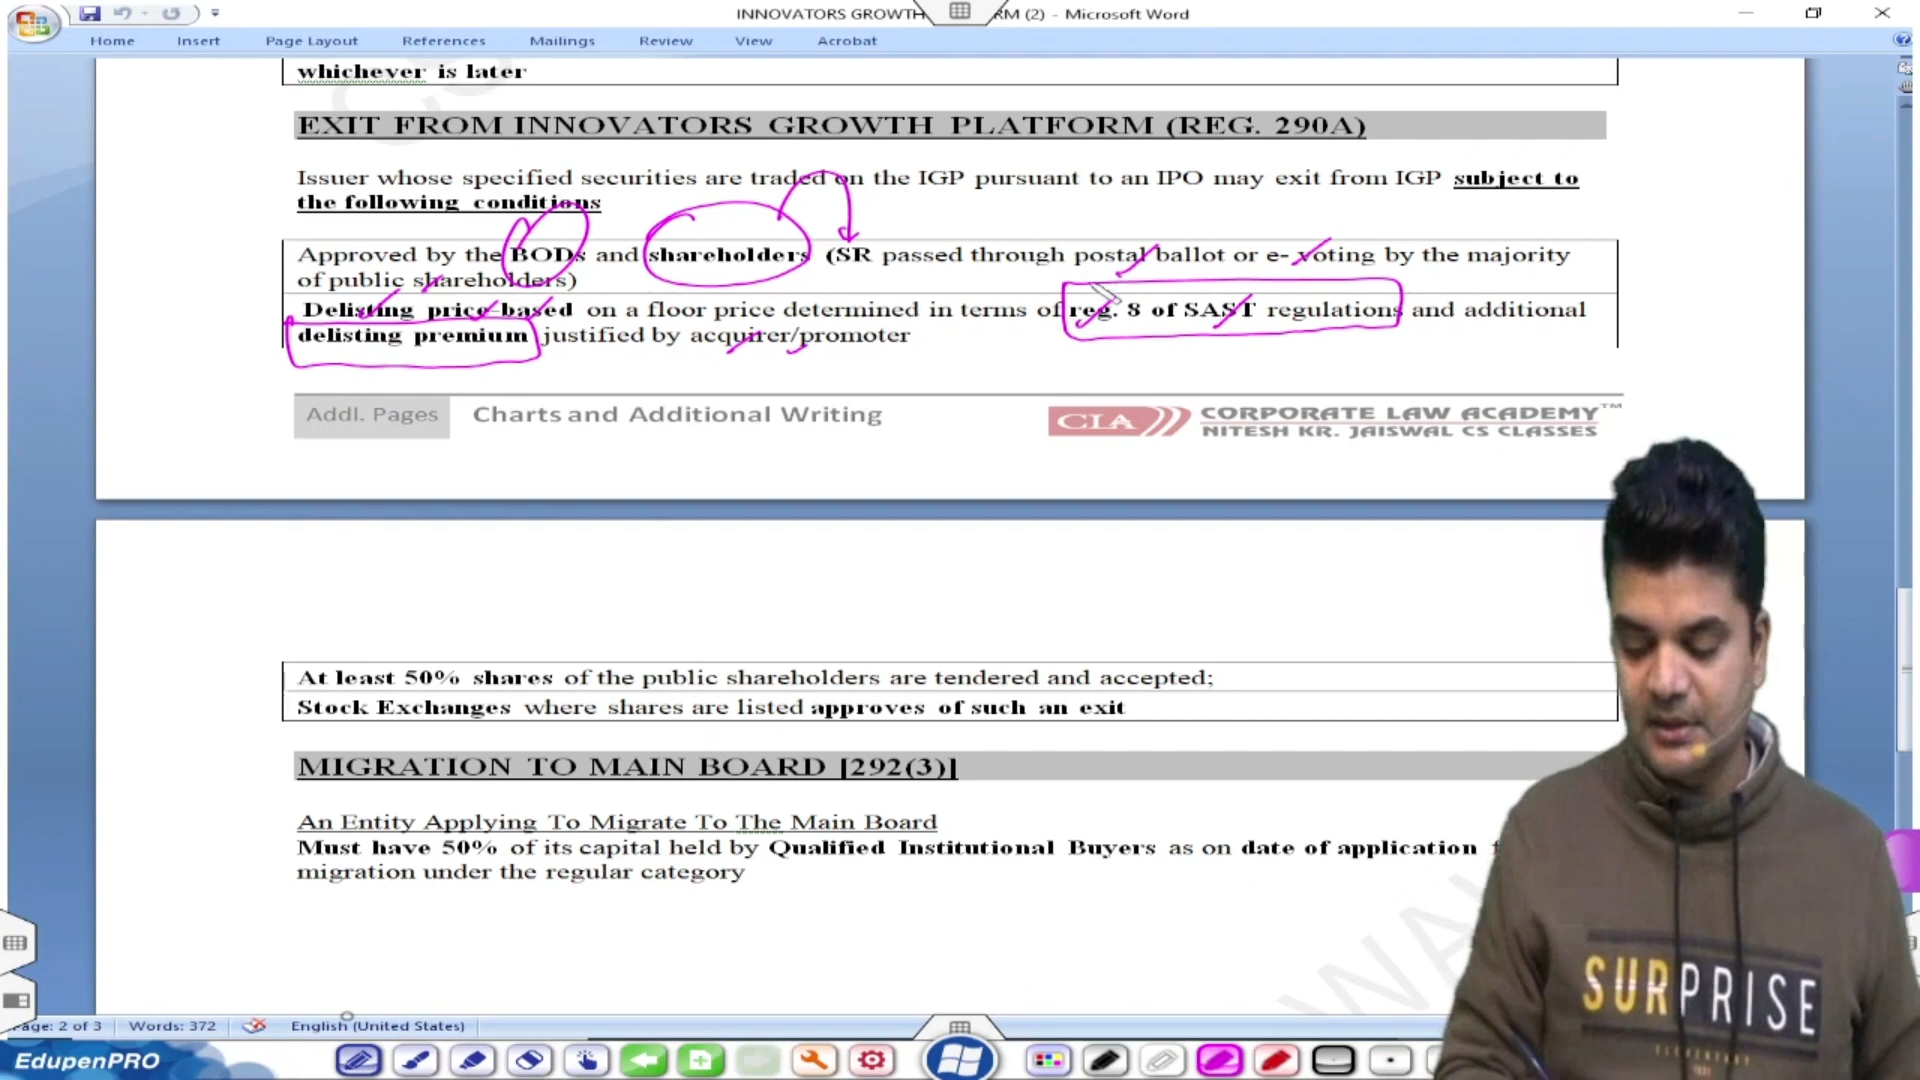 INNOVATORS GROWTH RM (2) - Microsoft Word
Home Insert Page Layout References Mailings Review View Acrobat
whichever is later
EXIT FROM INNOVATORS GROWTH PLATFORM (REG. 290A)
Issuer whose specified securities are traded on the IGP pursuant to an IPO may exit from IGP subject to
the following conditions
Approved by the BODs and shareholders (SR passed through postal ballot or e- voting by the majority
of public shareholders)
Delisting price based on a floor price determined in terms of reg. 8 of SAST regulations and additional
delisting premium justified by acquirer/promoter
Addl. Pages Charts and Additional Writing
CLA CORPORATE LAW ACADEMY™
NITESH KR. JAISWAL CS CLASSES
At least 50% shares of the public shareholders are tendered and accepted;
Stock Exchanges where shares are listed approves of such an exit
MIGRATION TO MAIN BOARD [292(3)]
An Entity Applying To Migrate To The Main Board
Must have 50% of its capital held by Qualified Institutional Buyers as on date of application
migration under the regular category
SURPRISE
age: 2 of 3 Words: 372 English (United States)
EdupenPRO